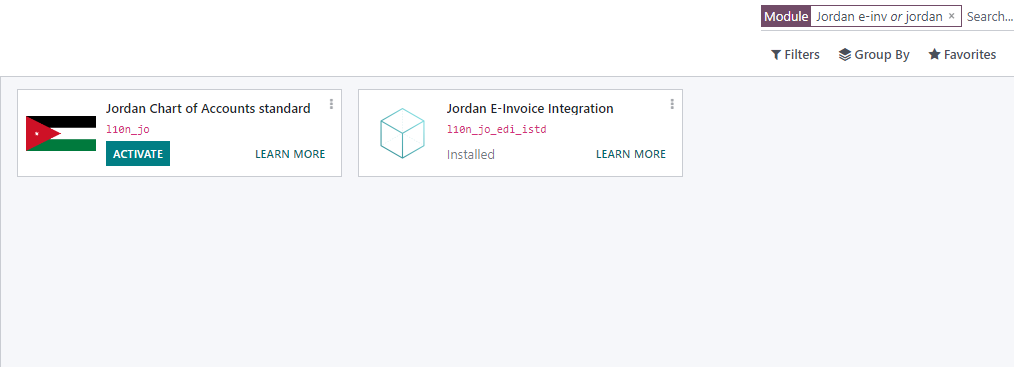 Module Jordan e-inv or jordan × Search...
Filters Group By Favorites
Jordan Chart of Accounts standard
l10n_jo
ACTIVATE LEARN MORE
Jordan E-Invoice Integration
l10n_jo_edi_istd
Installed LEARN MORE